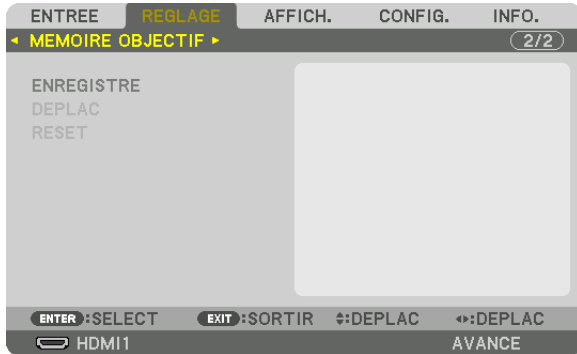 ENTREE REGLAGE AFFICH. CONFIG. INFO.
◂ MEMOIRE OBJECTIF ▸ 2/2
ENREGISTRE
DEPLAC
RESET
ENTER :SELECT EXIT :SORTIR ▴▾:DEPLAC ◂▸:DEPLAC
HDMI1 AVANCE